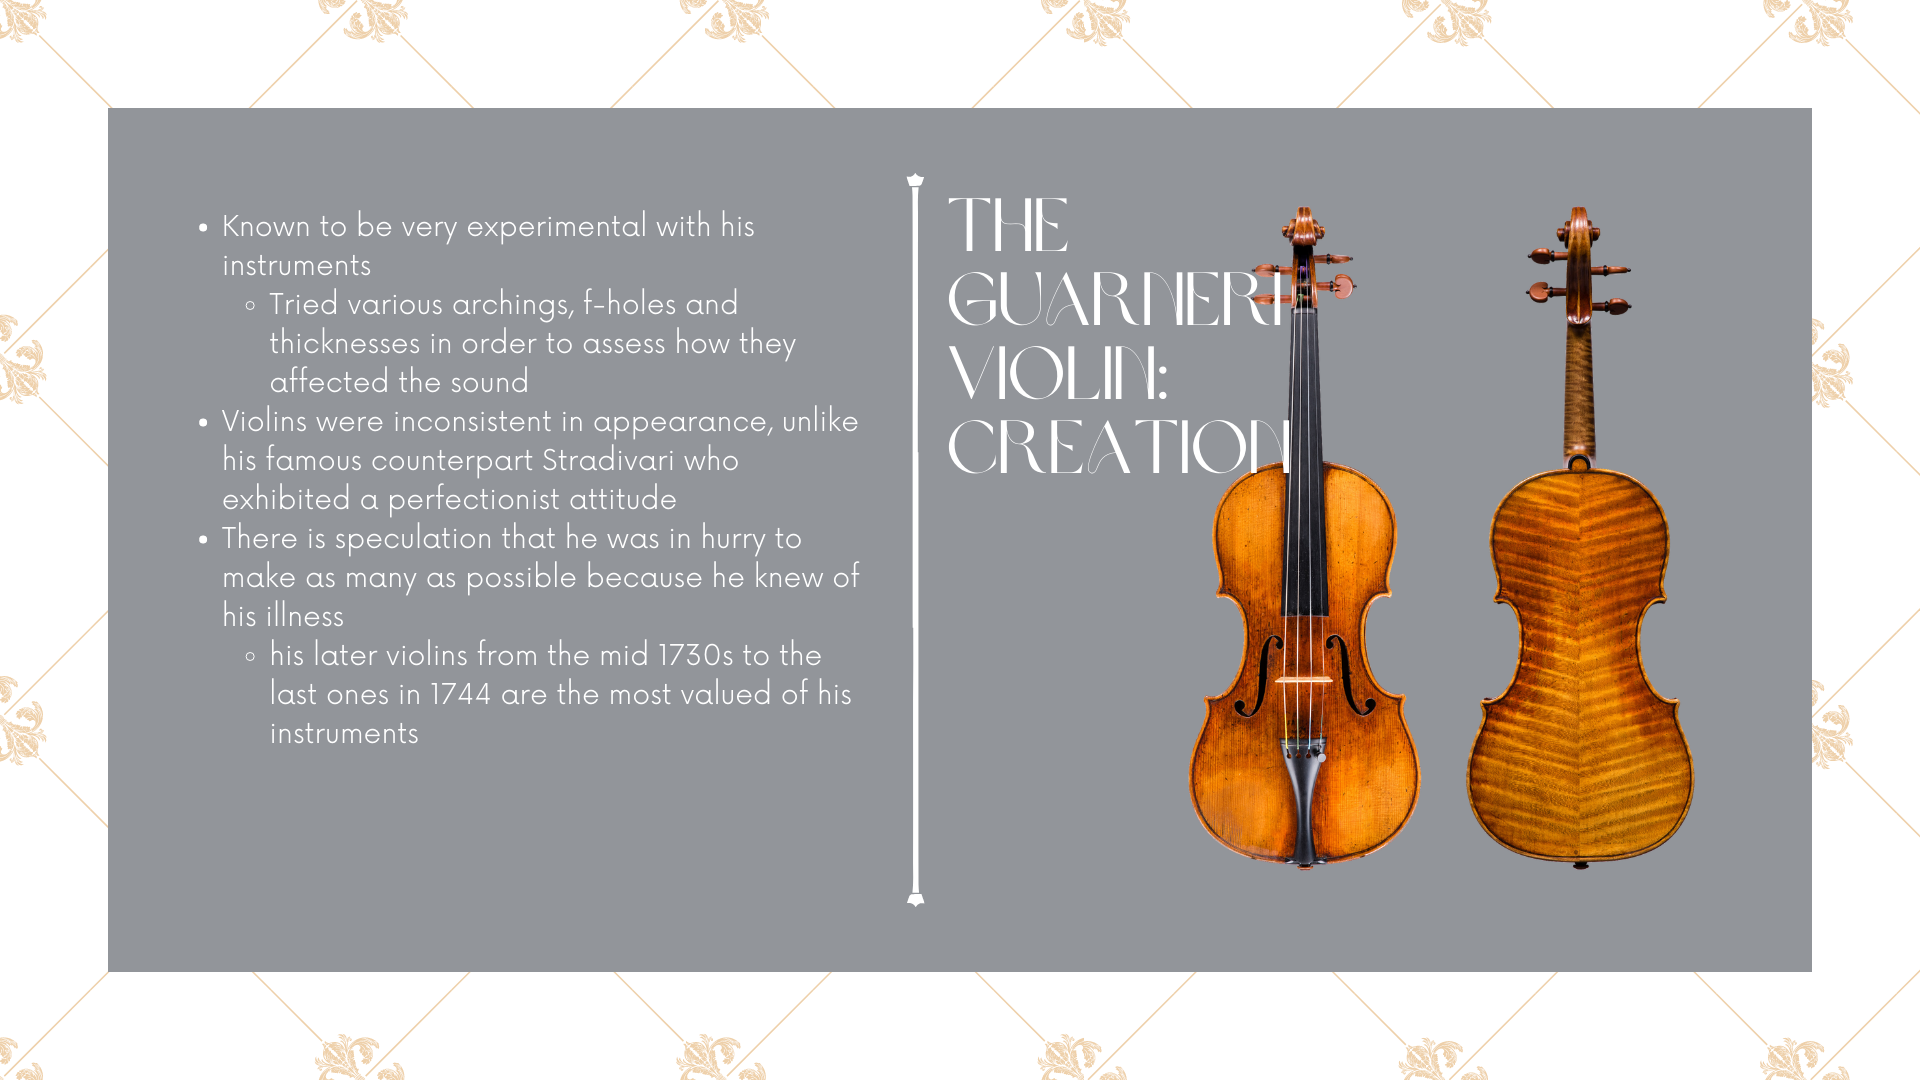 • Known to be very experimental with his
instruments
◦ Tried various archings, f-holes and
thicknesses in order to assess how they
affected the sound
• Violins were inconsistent in appearance, unlike
his famous counterpart Stradivari who
exhibited a perfectionist attitude
• There is speculation that he was in hurry to
make as many as possible because he knew of
his illness
◦ his later violins from the mid 1730s to the
last ones in 1744 are the most valued of his
instruments
THE
GUARNERI
VIOLIN:
CREATION